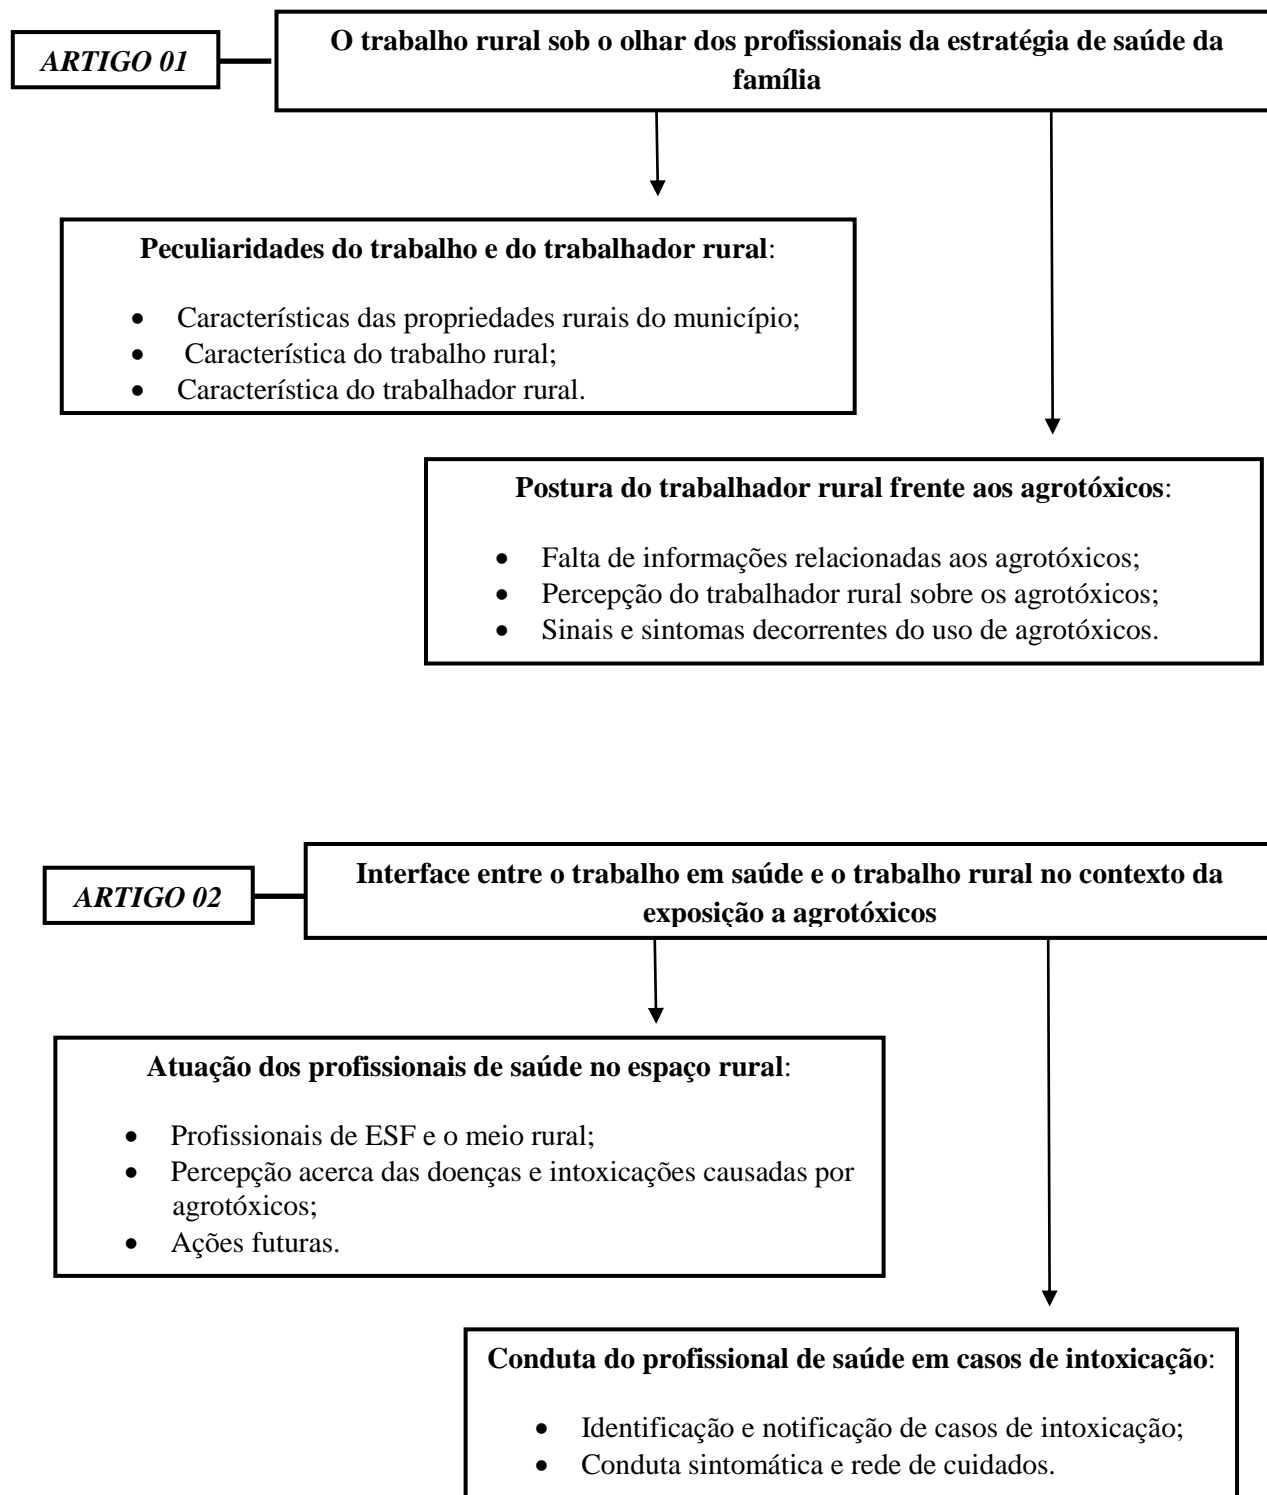 ARTIGO 01
O trabalho rural sob o olhar dos profissionais da estratégia de saúde da
família
Peculiaridades do trabalho e do trabalhador rural:
• Características das propriedades rurais do município;
• Característica do trabalho rural;
• Característica do trabalhador rural.
Postura do trabalhador rural frente aos agrotóxicos:
• Falta de informações relacionadas aos agrotóxicos;
• Percepção do trabalhador rural sobre os agrotóxicos;
• Sinais e sintomas decorrentes do uso de agrotóxicos.
ARTIGO 02
Interface entre o trabalho em saúde e o trabalho rural no contexto da
exposição a agrotóxicos
Atuação dos profissionais de saúde no espaço rural:
• Profissionais de ESF e o meio rural;
• Percepção acerca das doenças e intoxicações causadas por
agrotóxicos;
• Ações futuras.
Conduta do profissional de saúde em casos de intoxicação:
• Identificação e notificação de casos de intoxicação;
• Conduta sintomática e rede de cuidados.